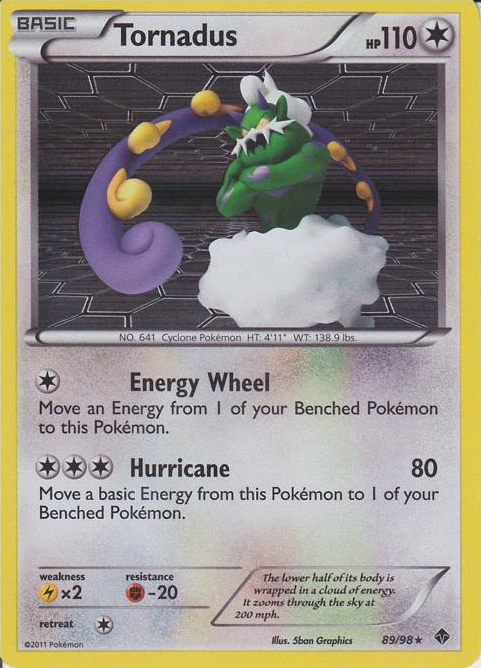 BASIC
Tornadus
HP110
NO. 641 Cyclone Pokémon HT: 4'11" WT: 138.9 lbs.
Energy Wheel
Move an Energy from 1 of your Benched Pokémon
to this Pokémon.
Hurricane 80
Move a basic Energy from this Pokémon to 1 of your
Benched Pokémon.
weakness resistance
×2 -20
retreat
The lower half of its body is
wrapped in a cloud of energy.
It zooms through the sky at
200 mph.
©2011 Pokémon Illus. 5ban Graphics 89/98★